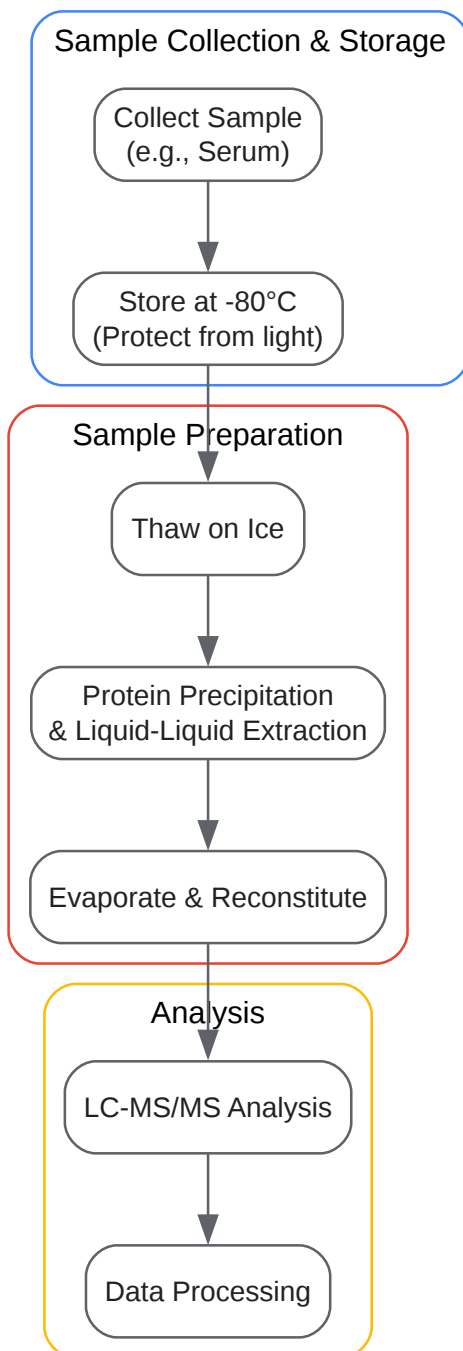 Sample Collection & Storage
Collect Sample
(e.g., Serum)
Store at -80°C
(Protect from light)
Sample Preparation
Thaw on Ice
Protein Precipitation
& Liquid-Liquid Extraction
Evaporate & Reconstitute
Analysis
LC-MS/MS Analysis
Data Processing